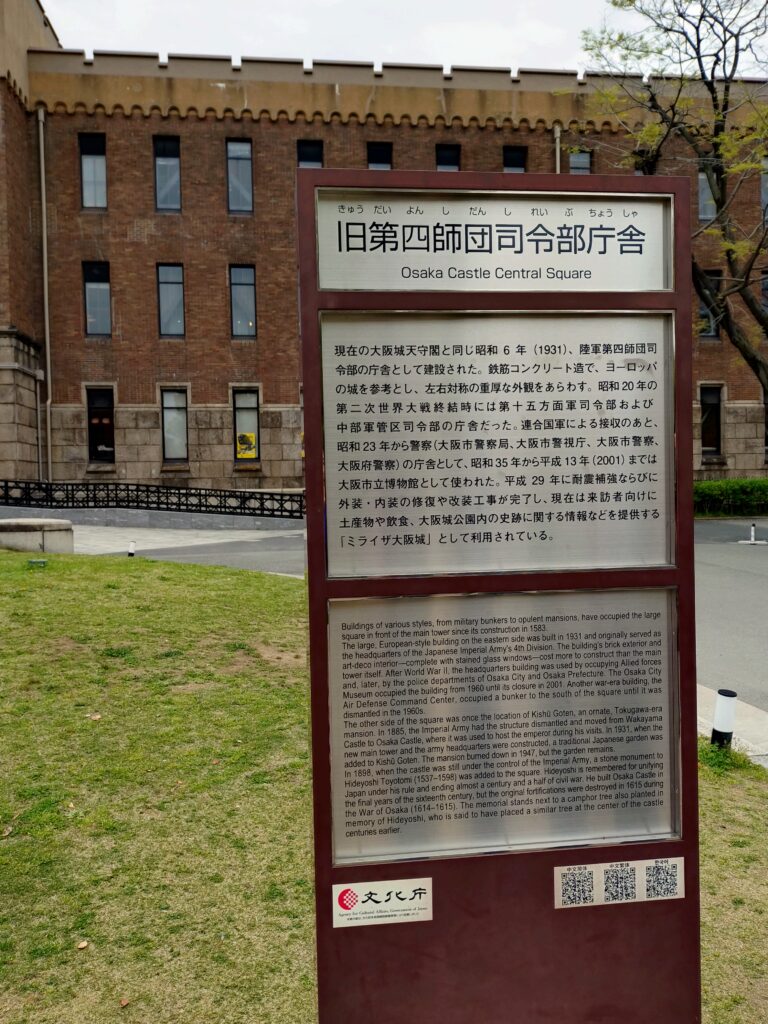 きゅう だい よん し だん し れい ぶ ちょう しゃ
旧第四師団司令部庁舎
Osaka Castle Central Square
現在の大阪城天守閣と同じ昭和 6 年（1931）、陸軍第四師団司
令部の庁舎として建設された。鉄筋コンクリート造で、ヨーロッパ
の城を参考とし、左右対称の重厚な外観をあらわす。昭和20年の
第二次世界大戦終結時には第十五方面軍司令部および
中部軍管区司令部の庁舎だった。連合国軍による接収のあと、
昭和23年から警察（大阪市警察局、大阪市警視庁、大阪市警察、
大阪府警察）の庁舎として、昭和35年から平成13年（2001）までは
大阪市立博物館として使われた。平成 29 年に耐震補強ならびに
外装・内装の修復や改装工事が完了し、現在は来訪者向けに
土産物や飲食、大阪城公園内の史跡に関する情報などを提供する
「ミライザ大阪城」として利用されている。
Buildings of various styles, from military bunkers to opulent mansions, have occupied the large
square in front of the main tower since its construction in 1583.
The large, European-style building on the eastern side was built in 1931 and originally served as
the headquarters of the Japanese Imperial Army's 4th Division. The building's brick exterior and
art-deco interior—complete with stained glass windows—cost more to construct than the main
tower itself. After World War II, the headquarters building was used by occupying Allied forces
and, later, by the police departments of Osaka City and Osaka Prefecture. The Osaka City
Museum occupied the building from 1960 until its closure in 2001. Another war-era building, the
Air Defense Command Center, occupied a bunker to the south of the square until it was
dismantled in the 1960s.
The other side of the square was once the location of Kishū Goten, an ornate, Tokugawa-era
mansion. In 1885, the Imperial Army had the structure dismantled and moved from Wakayama
Castle to Osaka Castle, where it was used to host the emperor during his visits. In 1931, when the
new main tower and the army headquarters were constructed, a traditional Japanese garden was
added to Kishū Goten. The mansion burned down in 1947, but the garden remains.
In 1898, when the castle was still under the control of the Imperial Army, a stone monument to
Hideyoshi Toyotomi (1537–1598) was added to the square. Hideyoshi is remembered for unifying
Japan under his rule and ending almost a century and a half of civil war. He built Osaka Castle in
the final years of the sixteenth century, but the original fortifications were destroyed in 1615 during
the War of Osaka (1614–1615). The memorial stands next to a camphor tree also planted in
memory of Hideyoshi, who is said to have placed a similar tree at the center of the castle
centuries earlier.
文化庁
Agency for Cultural Affairs, Government of Japan
中文简体 中文繁体 한국어